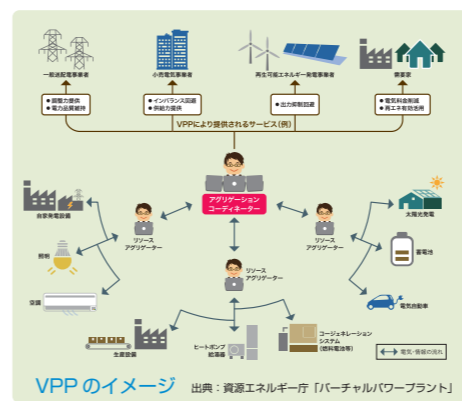 一般送配電事業者
小売電気事業者
再生可能エネルギー発電事業者
需要家
●調整力提供
●電力品質維持
●インバランス回避
●供給力提供
●出力抑制回避
●電気料金削減
●再エネ有効活用
VPPにより提供されるサービス(例)
アグリゲーション
コーディネーター
自家発電設備
太陽光発電
リソース
アグリゲーター
リソース
アグリゲーター
照明
蓄電池
リソース
アグリゲーター
空調
電気自動車
生産設備
ヒートポンプ
給湯器
コージェネレーション
システム
(燃料電池等)
電気・情報の流れ
VPPのイメージ
出典:資源エネルギー庁「バーチャルパワープラント」